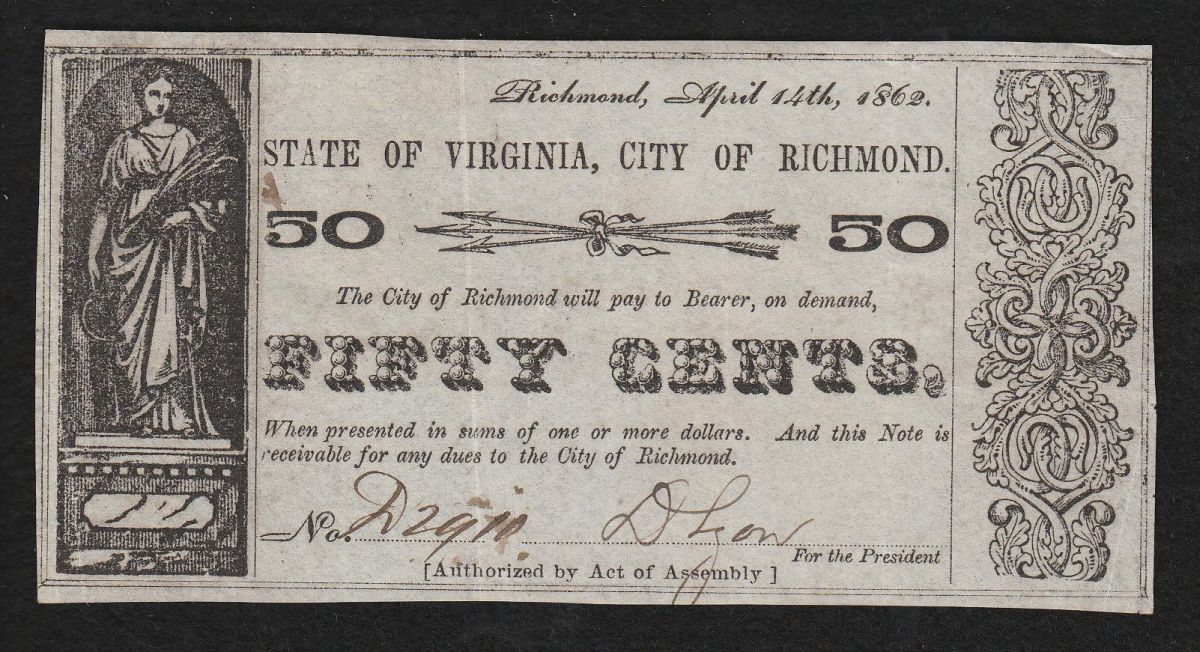 Richmond, April 14th, 1862.
STATE OF VIRGINIA, CITY OF RICHMOND.
50 50
The City of Richmond will pay to Bearer, on demand,
FIFTY CENTS,
When presented in sums of one or more dollars. And this Note is
receivable for any dues to the City of Richmond.
No. D2910 D Lyon
For the President
[Authorized by Act of Assembly]